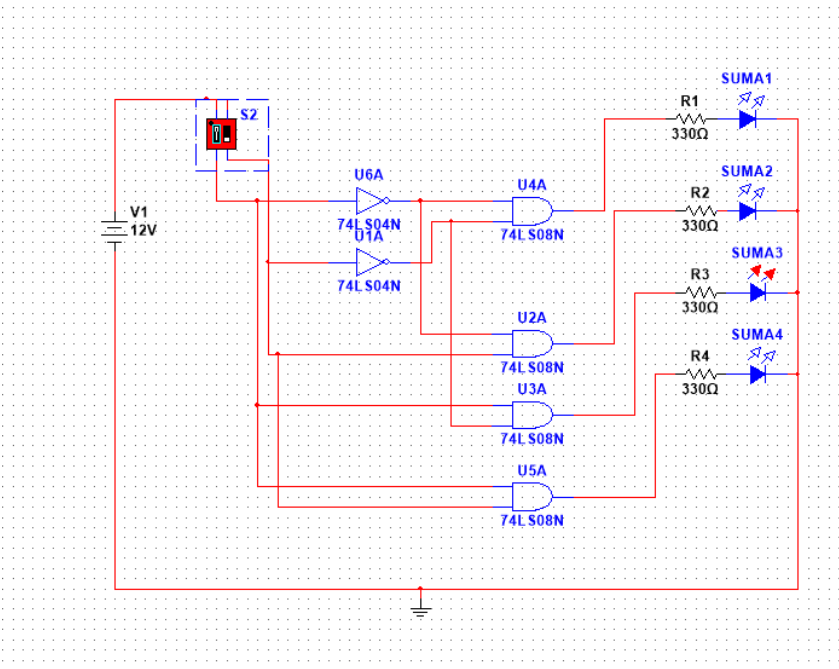 SUMA1
S2
R1
330Ω
U6A
SUMA2
U4A
R2
V1
12V
74LS04N
U1A
74LS08N
330Ω
SUMA3
R3
74LS04N
330Ω
U2A
SUMA4
R4
74LS08N
330Ω
U3A
74LS08N
U5A
74LS08N